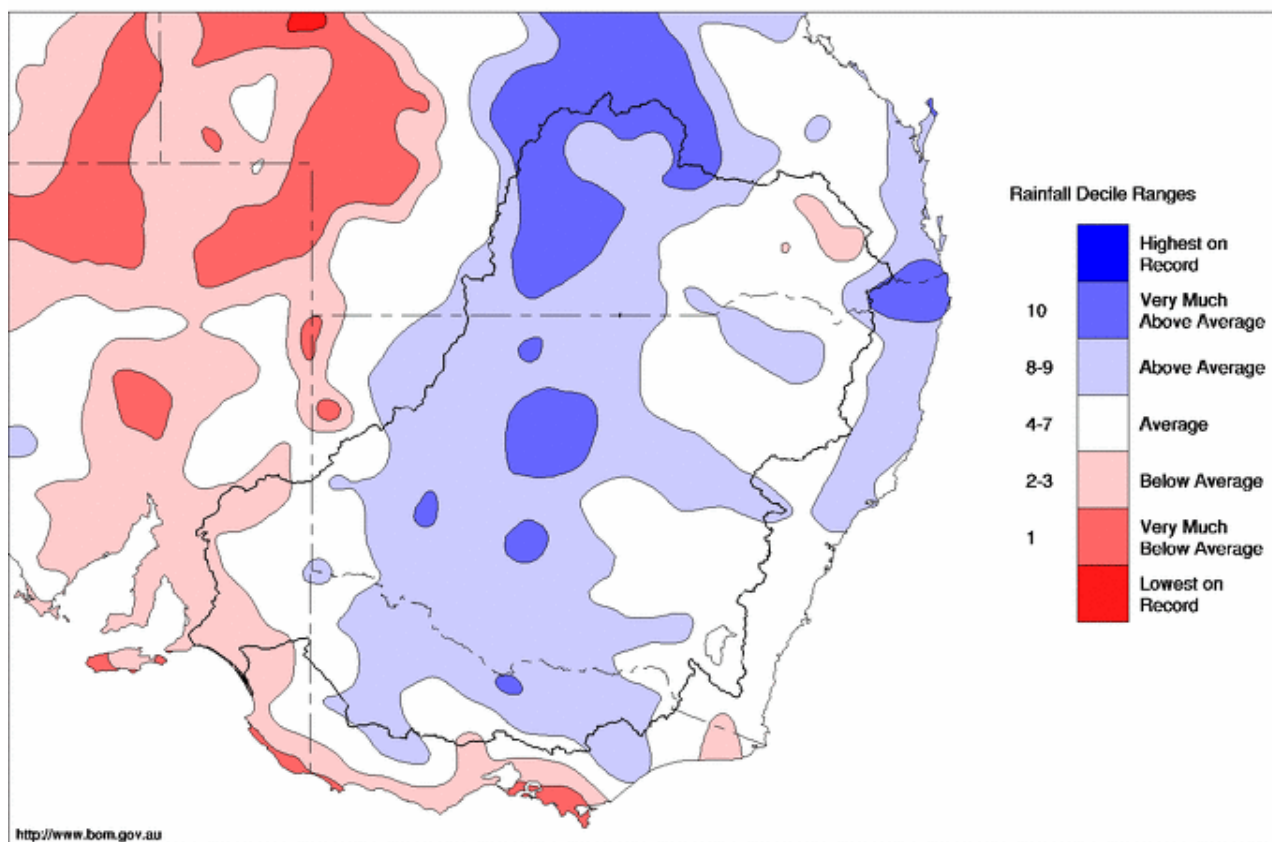 Rainfall Decile Ranges
Highest on
Record
10
Very Much
Above Average
8-9
Above Average
4-7
Average
2-3
Below Average
1
Very Much
Below Average
Lowest on
Record
http://www.bom.gov.au